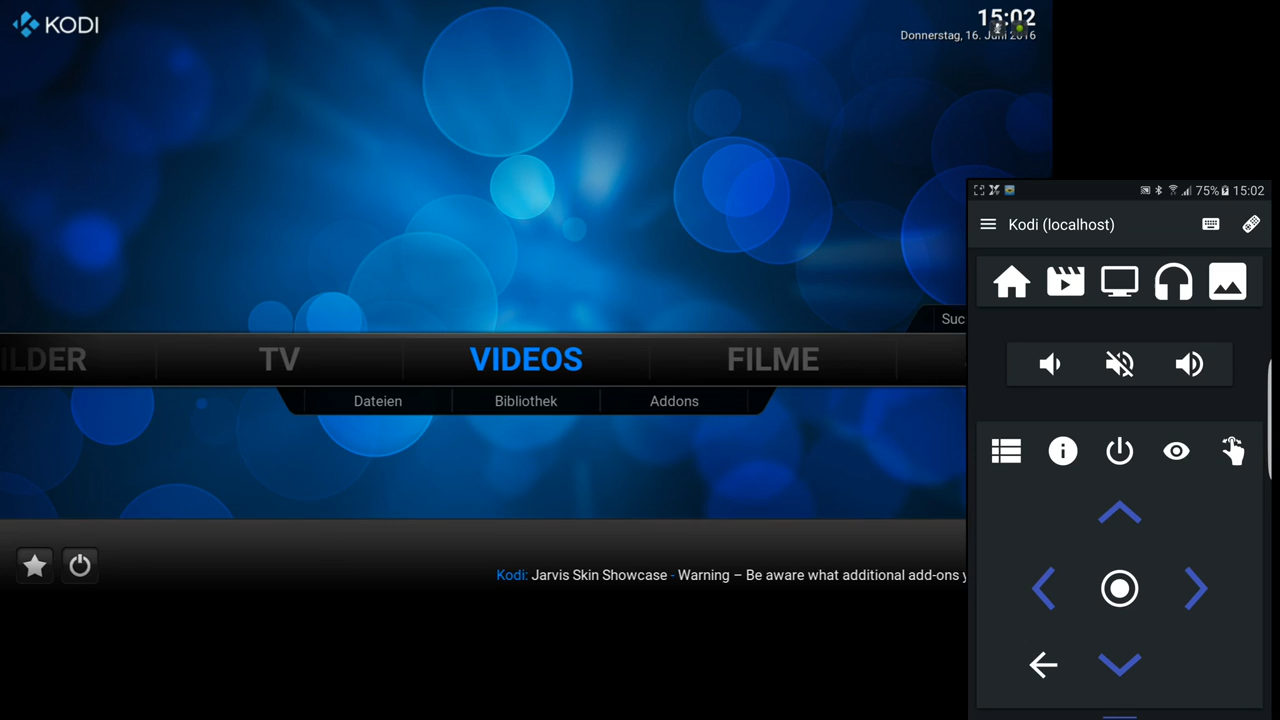 KODI
15:02
Donnerstag, 16. Juni 2016
75% 15:02
Kodi (localhost)
Suc
ILDER TV VIDEOS FILME
Dateien Bibliothek Addons
Kodi: Jarvis Skin Showcase - Warning – Be aware what additional add-ons y